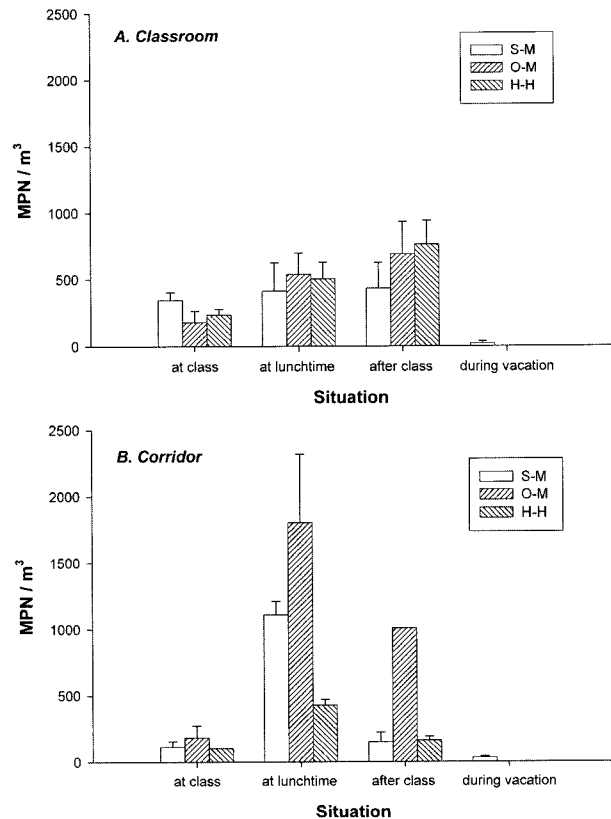 2500
A. Classroom
S-M
O-M
H-H
2000
1500
1000
500
0
MPN / m³
at class at lunchtime after class during vacation
Situation
2500
B. Corridor
S-M
O-M
H-H
2000
1500
1000
500
0
MPN / m³
at class at lunchtime after class during vacation
Situation